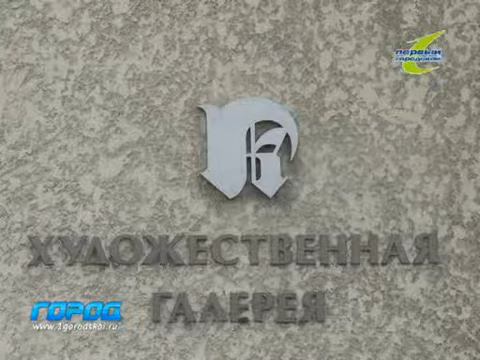 ПЕРВЫЙ
ГОРОДСКОЙ
ХУДОЖЕСТВЕННАЯ
ГАЛЕРЕЯ
ГОРОД
www.1gorodskoi.ru